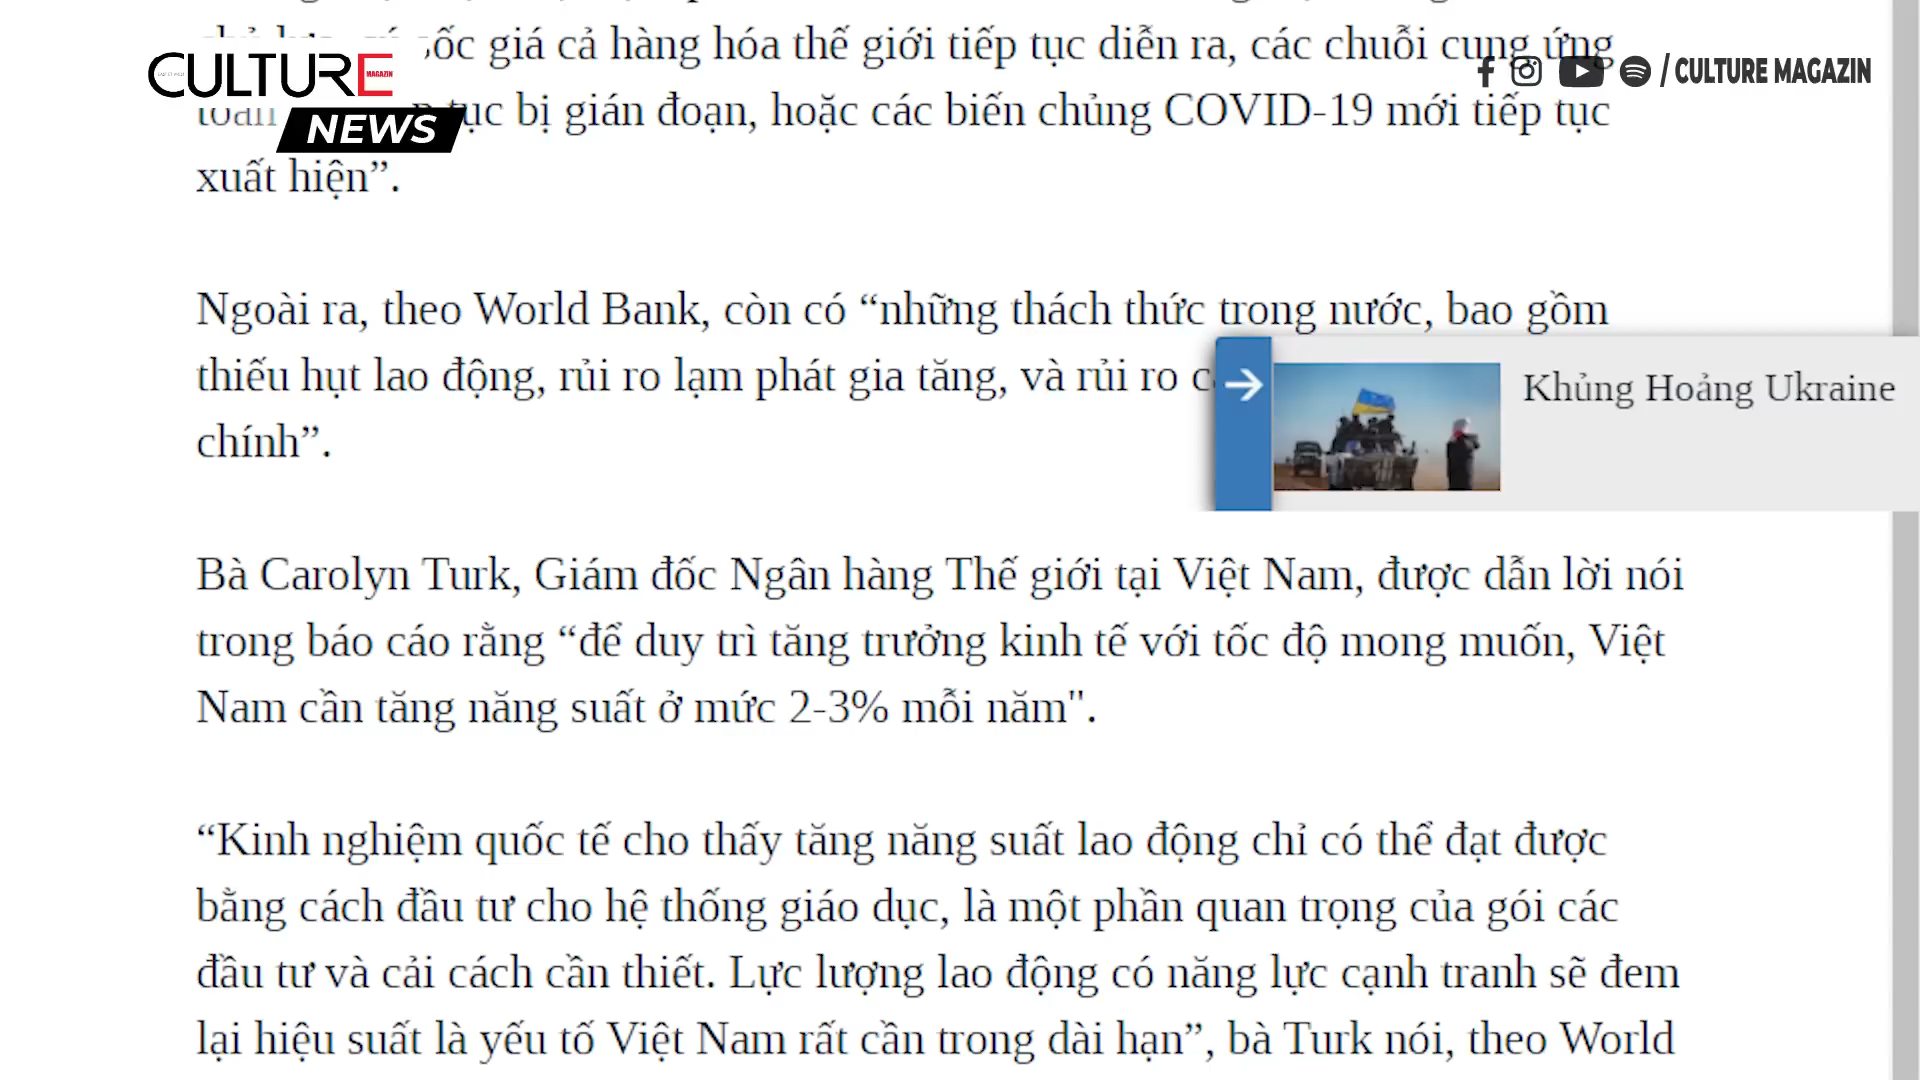 ốc giá cả hàng hóa thế giới tiếp tục diễn ra, các chuỗi cung ứng
CULTURE
MAGAZIN
/ CULTURE MAGAZIN
toàn tục bị gián đoạn, hoặc các biến chủng COVID-19 mới tiếp tục
NEWS
xuất hiện”.
Ngoài ra, theo World Bank, còn có “những thách thức trong nước, bao gồm
thiếu hụt lao động, rủi ro lạm phát gia tăng, và rủi ro
Khủng Hoảng Ukraine
chính”.
Bà Carolyn Turk, Giám đốc Ngân hàng Thế giới tại Việt Nam, được dẫn lời nói
trong báo cáo rằng “để duy trì tăng trưởng kinh tế với tốc độ mong muốn, Việt
Nam cần tăng năng suất ở mức 2-3% mỗi năm".
“Kinh nghiệm quốc tế cho thấy tăng năng suất lao động chỉ có thể đạt được
bằng cách đầu tư cho hệ thống giáo dục, là một phần quan trọng của gói các
đầu tư và cải cách cần thiết. Lực lượng lao động có năng lực cạnh tranh sẽ đem
lại hiệu suất là yếu tố Việt Nam rất cần trong dài hạn”, bà Turk nói, theo World